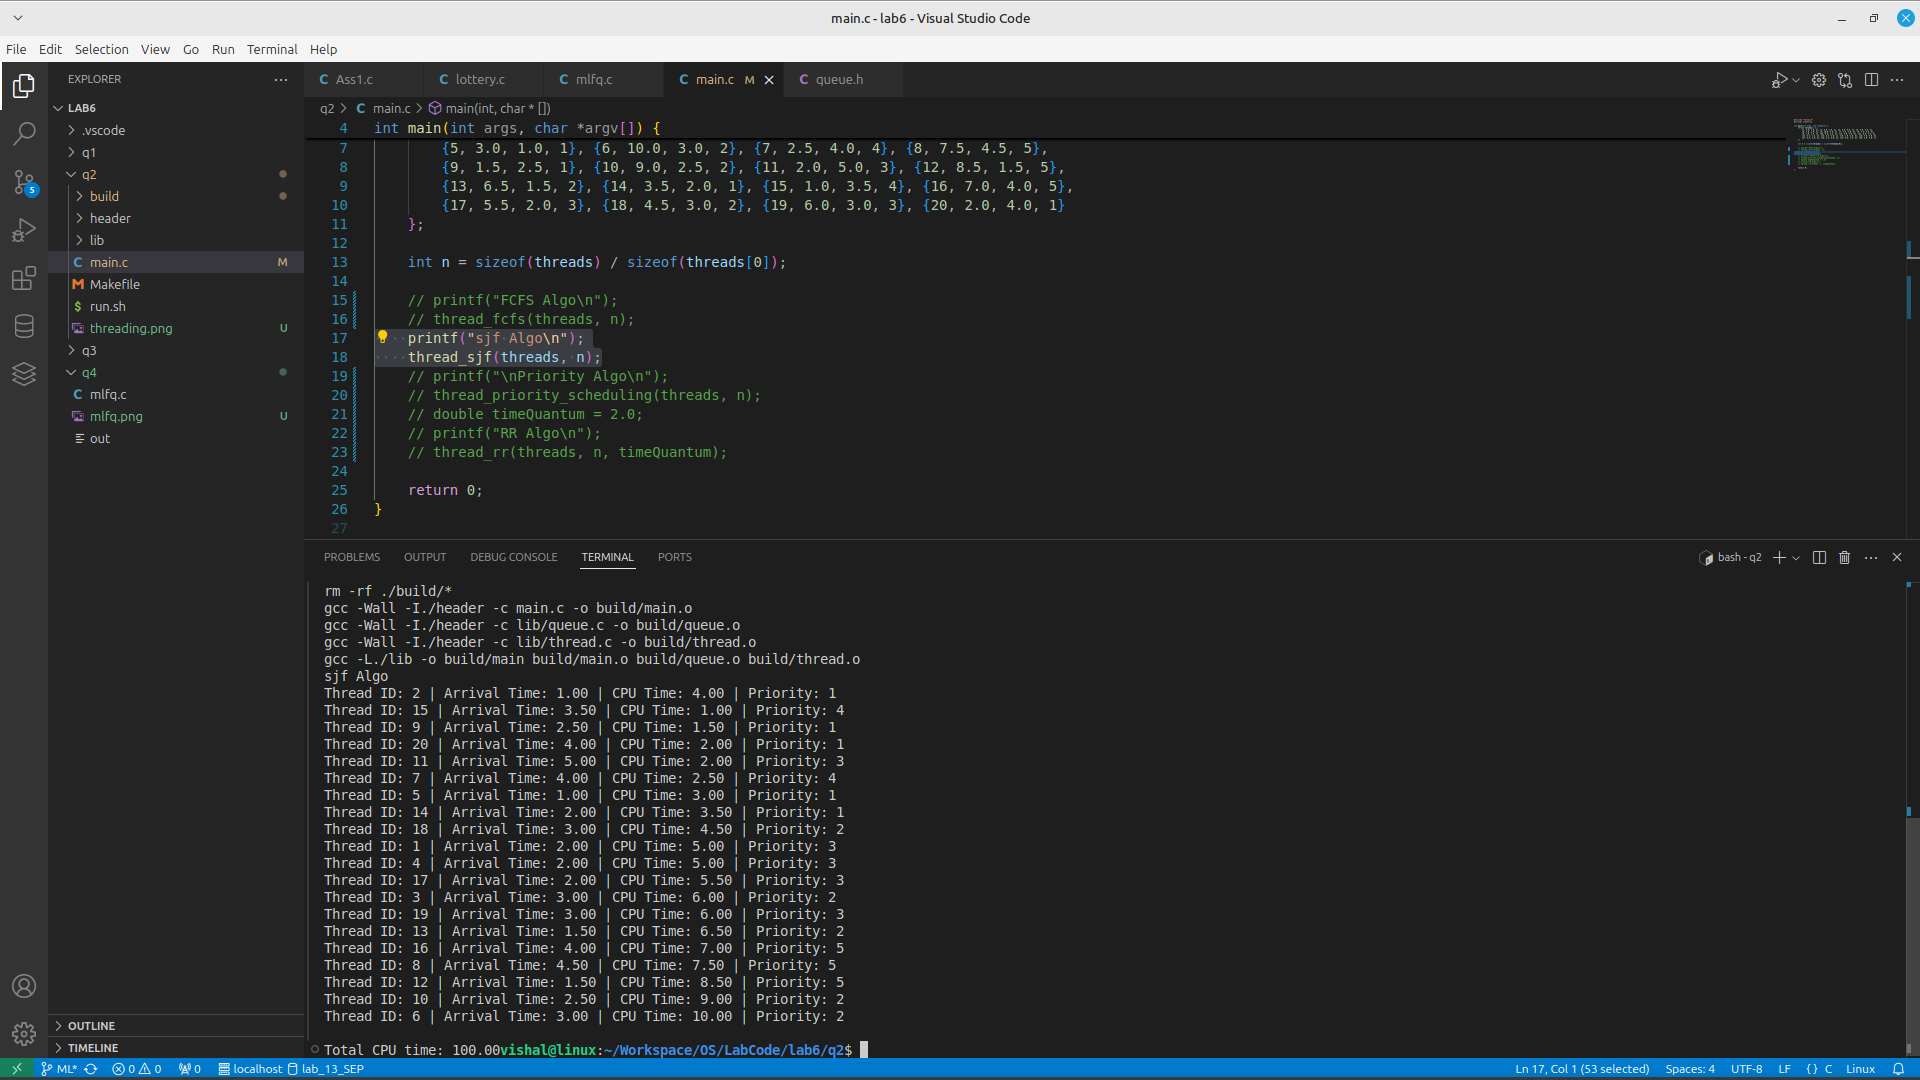 main.c - lab6 - Visual Studio Code
File Edit Selection View Go Run Terminal Help
EXPLORER
LAB6
.vscode
q1
q2
build
header
lib
main.c M
Makefile
run.sh
threading.png U
q3
q4
mlfq.c
mlfq.png U
out
OUTLINE
TIMELINE
5
Ass1.c lottery.c mlfq.c main.c M queue.h
q2 > main.c > main(int, char * [])
4 int main(int args, char *argv[]) {
7 {5, 3.0, 1.0, 1}, {6, 10.0, 3.0, 2}, {7, 2.5, 4.0, 4}, {8, 7.5, 4.5, 5},
8 {9, 1.5, 2.5, 1}, {10, 9.0, 2.5, 2}, {11, 2.0, 5.0, 3}, {12, 8.5, 1.5, 5},
9 {13, 6.5, 1.5, 2}, {14, 3.5, 2.0, 1}, {15, 1.0, 3.5, 4}, {16, 7.0, 4.0, 5},
10 {17, 5.5, 2.0, 3}, {18, 4.5, 3.0, 2}, {19, 6.0, 3.0, 3}, {20, 2.0, 4.0, 1}
11 };
12
13 int n = sizeof(threads) / sizeof(threads[0]);
14
15 // printf("FCFS Algo\n");
16 // thread_fcfs(threads, n);
17 printf("sjf Algo\n");
18 thread_sjf(threads, n);
19 // printf("\nPriority Algo\n");
20 // thread_priority_scheduling(threads, n);
21 // double timeQuantum = 2.0;
22 // printf("RR Algo\n");
23 // thread_rr(threads, n, timeQuantum);
24
25 return 0;
26 }
27
PROBLEMS OUTPUT DEBUG CONSOLE TERMINAL PORTS
bash - q2
rm -rf ./build/*
gcc -Wall -I./header -c main.c -o build/main.o
gcc -Wall -I./header -c lib/queue.c -o build/queue.o
gcc -Wall -I./header -c lib/thread.c -o build/thread.o
gcc -L./lib -o build/main build/main.o build/queue.o build/thread.o
sjf Algo
Thread ID: 2 | Arrival Time: 1.00 | CPU Time: 4.00 | Priority: 1
Thread ID: 15 | Arrival Time: 3.50 | CPU Time: 1.00 | Priority: 4
Thread ID: 9 | Arrival Time: 2.50 | CPU Time: 1.50 | Priority: 1
Thread ID: 20 | Arrival Time: 4.00 | CPU Time: 2.00 | Priority: 1
Thread ID: 11 | Arrival Time: 5.00 | CPU Time: 2.00 | Priority: 3
Thread ID: 7 | Arrival Time: 4.00 | CPU Time: 2.50 | Priority: 4
Thread ID: 5 | Arrival Time: 1.00 | CPU Time: 3.00 | Priority: 1
Thread ID: 14 | Arrival Time: 2.00 | CPU Time: 3.50 | Priority: 1
Thread ID: 18 | Arrival Time: 3.00 | CPU Time: 4.50 | Priority: 2
Thread ID: 1 | Arrival Time: 2.00 | CPU Time: 5.00 | Priority: 3
Thread ID: 4 | Arrival Time: 2.00 | CPU Time: 5.00 | Priority: 3
Thread ID: 17 | Arrival Time: 2.00 | CPU Time: 5.50 | Priority: 3
Thread ID: 3 | Arrival Time: 3.00 | CPU Time: 6.00 | Priority: 2
Thread ID: 19 | Arrival Time: 3.00 | CPU Time: 6.00 | Priority: 3
Thread ID: 13 | Arrival Time: 1.50 | CPU Time: 6.50 | Priority: 2
Thread ID: 16 | Arrival Time: 4.00 | CPU Time: 7.00 | Priority: 5
Thread ID: 8 | Arrival Time: 4.50 | CPU Time: 7.50 | Priority: 5
Thread ID: 12 | Arrival Time: 1.50 | CPU Time: 8.50 | Priority: 5
Thread ID: 10 | Arrival Time: 2.50 | CPU Time: 9.00 | Priority: 2
Thread ID: 6 | Arrival Time: 3.00 | CPU Time: 10.00 | Priority: 2
Total CPU time: 100.00vishal@linux:~/Workspace/OS/LabCode/lab6/q2$
ML* 0 0 0 localhost lab_13_SEP Ln 17, Col 1 (53 selected) Spaces: 4 UTF-8 LF {} C Linux